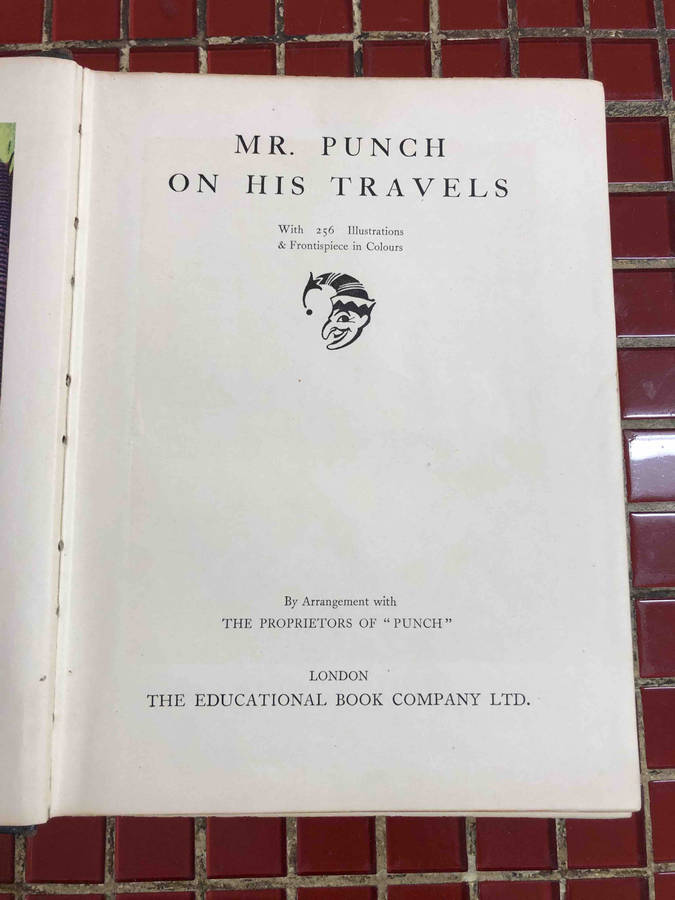 MR. PUNCH
ON HIS TRAVELS
With 256 Illustrations
& Frontispiece in Colours
By Arrangement with
THE PROPRIETORS OF "PUNCH"
LONDON
THE EDUCATIONAL BOOK COMPANY LTD.